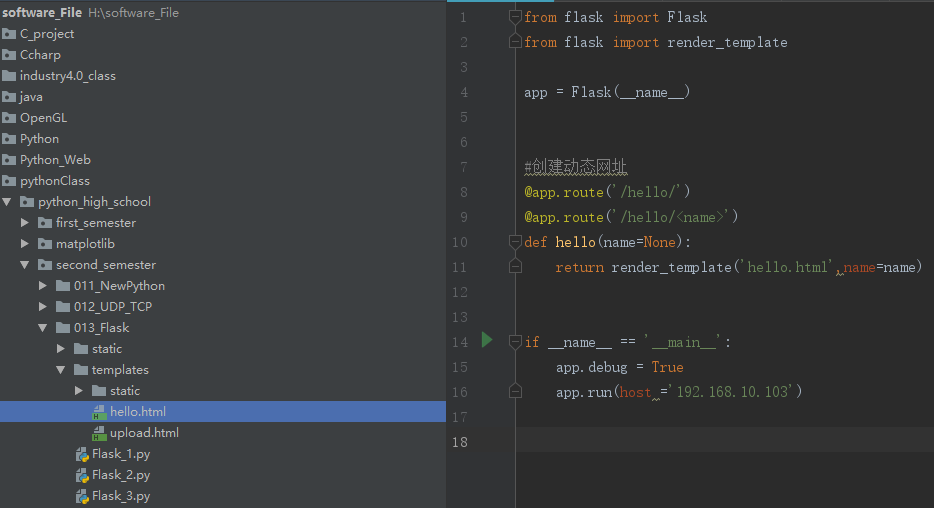 software_File H:\software_File
C_project
Ccharp
industry4.0_class
java
OpenGL
Python
Python_Web
pythonClass
python_high_school
first_semester
matplotlib
second_semester
011_NewPython
012_UDP_TCP
013_Flask
static
templates
static
hello.html
upload.html
Flask_1.py
Flask_2.py
Flask_3.py
1 from flask import Flask
2 from flask import render_template
3
4 app = Flask(__name__)
5
6
7 #创建动态网址
8 @app.route('/hello/')
9 @app.route('/hello/<name>')
10 def hello(name=None):
11 return render_template('hello.html',name=name)
12
13
14 if __name__ == '__main__':
15 app.debug = True
16 app.run(host ='192.168.10.103')
17
18